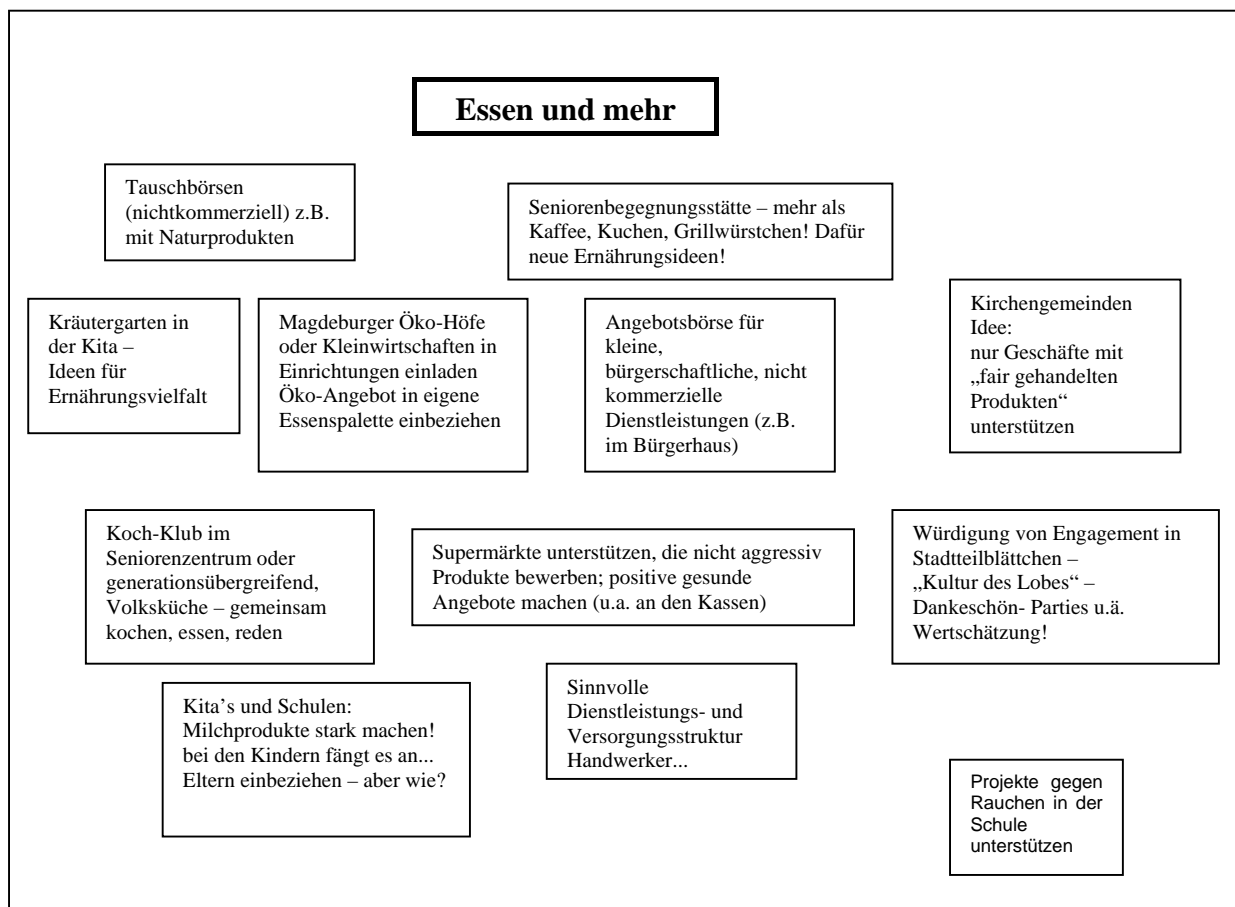 Essen und mehr
Tauschbörsen
(nichtkommerziell) z.B.
mit Naturprodukten
Seniorenbegegnungsstätte – mehr als
Kaffee, Kuchen, Grillwürstchen! Dafür
neue Ernährungsideen!
Kräutergarten in
der Kita –
Ideen für
Ernährungsvielfalt
Magdeburger Öko-Höfe
oder Kleinwirtschaften in
Einrichtungen einladen
Öko-Angebot in eigene
Essenspalette einbeziehen
Angebotsbörse für
kleine,
bürgerschaftliche, nicht
kommerzielle
Dienstleistungen (z.B.
im Bürgerhaus)
Kirchengemeinden
Idee:
nur Geschäfte mit
„fair gehandelten
Produkten“
unterstützen
Koch-Klub im
Seniorenzentrum oder
generationsübergreifend,
Volksküche – gemeinsam
kochen, essen, reden
Supermärkte unterstützen, die nicht aggressiv
Produkte bewerben; positive gesunde
Angebote machen (u.a. an den Kassen)
Würdigung von Engagement in
Stadtteilblättchen –
„Kultur des Lobes“ –
Dankeschön- Parties u.ä.
Wertschätzung!
Kita’s und Schulen:
Milchprodukte stark machen!
bei den Kindern fängt es an...
Eltern einbeziehen – aber wie?
Sinnvolle
Dienstleistungs- und
Versorgungsstruktur
Handwerker...
Projekte gegen
Rauchen in der
Schule
unterstützen